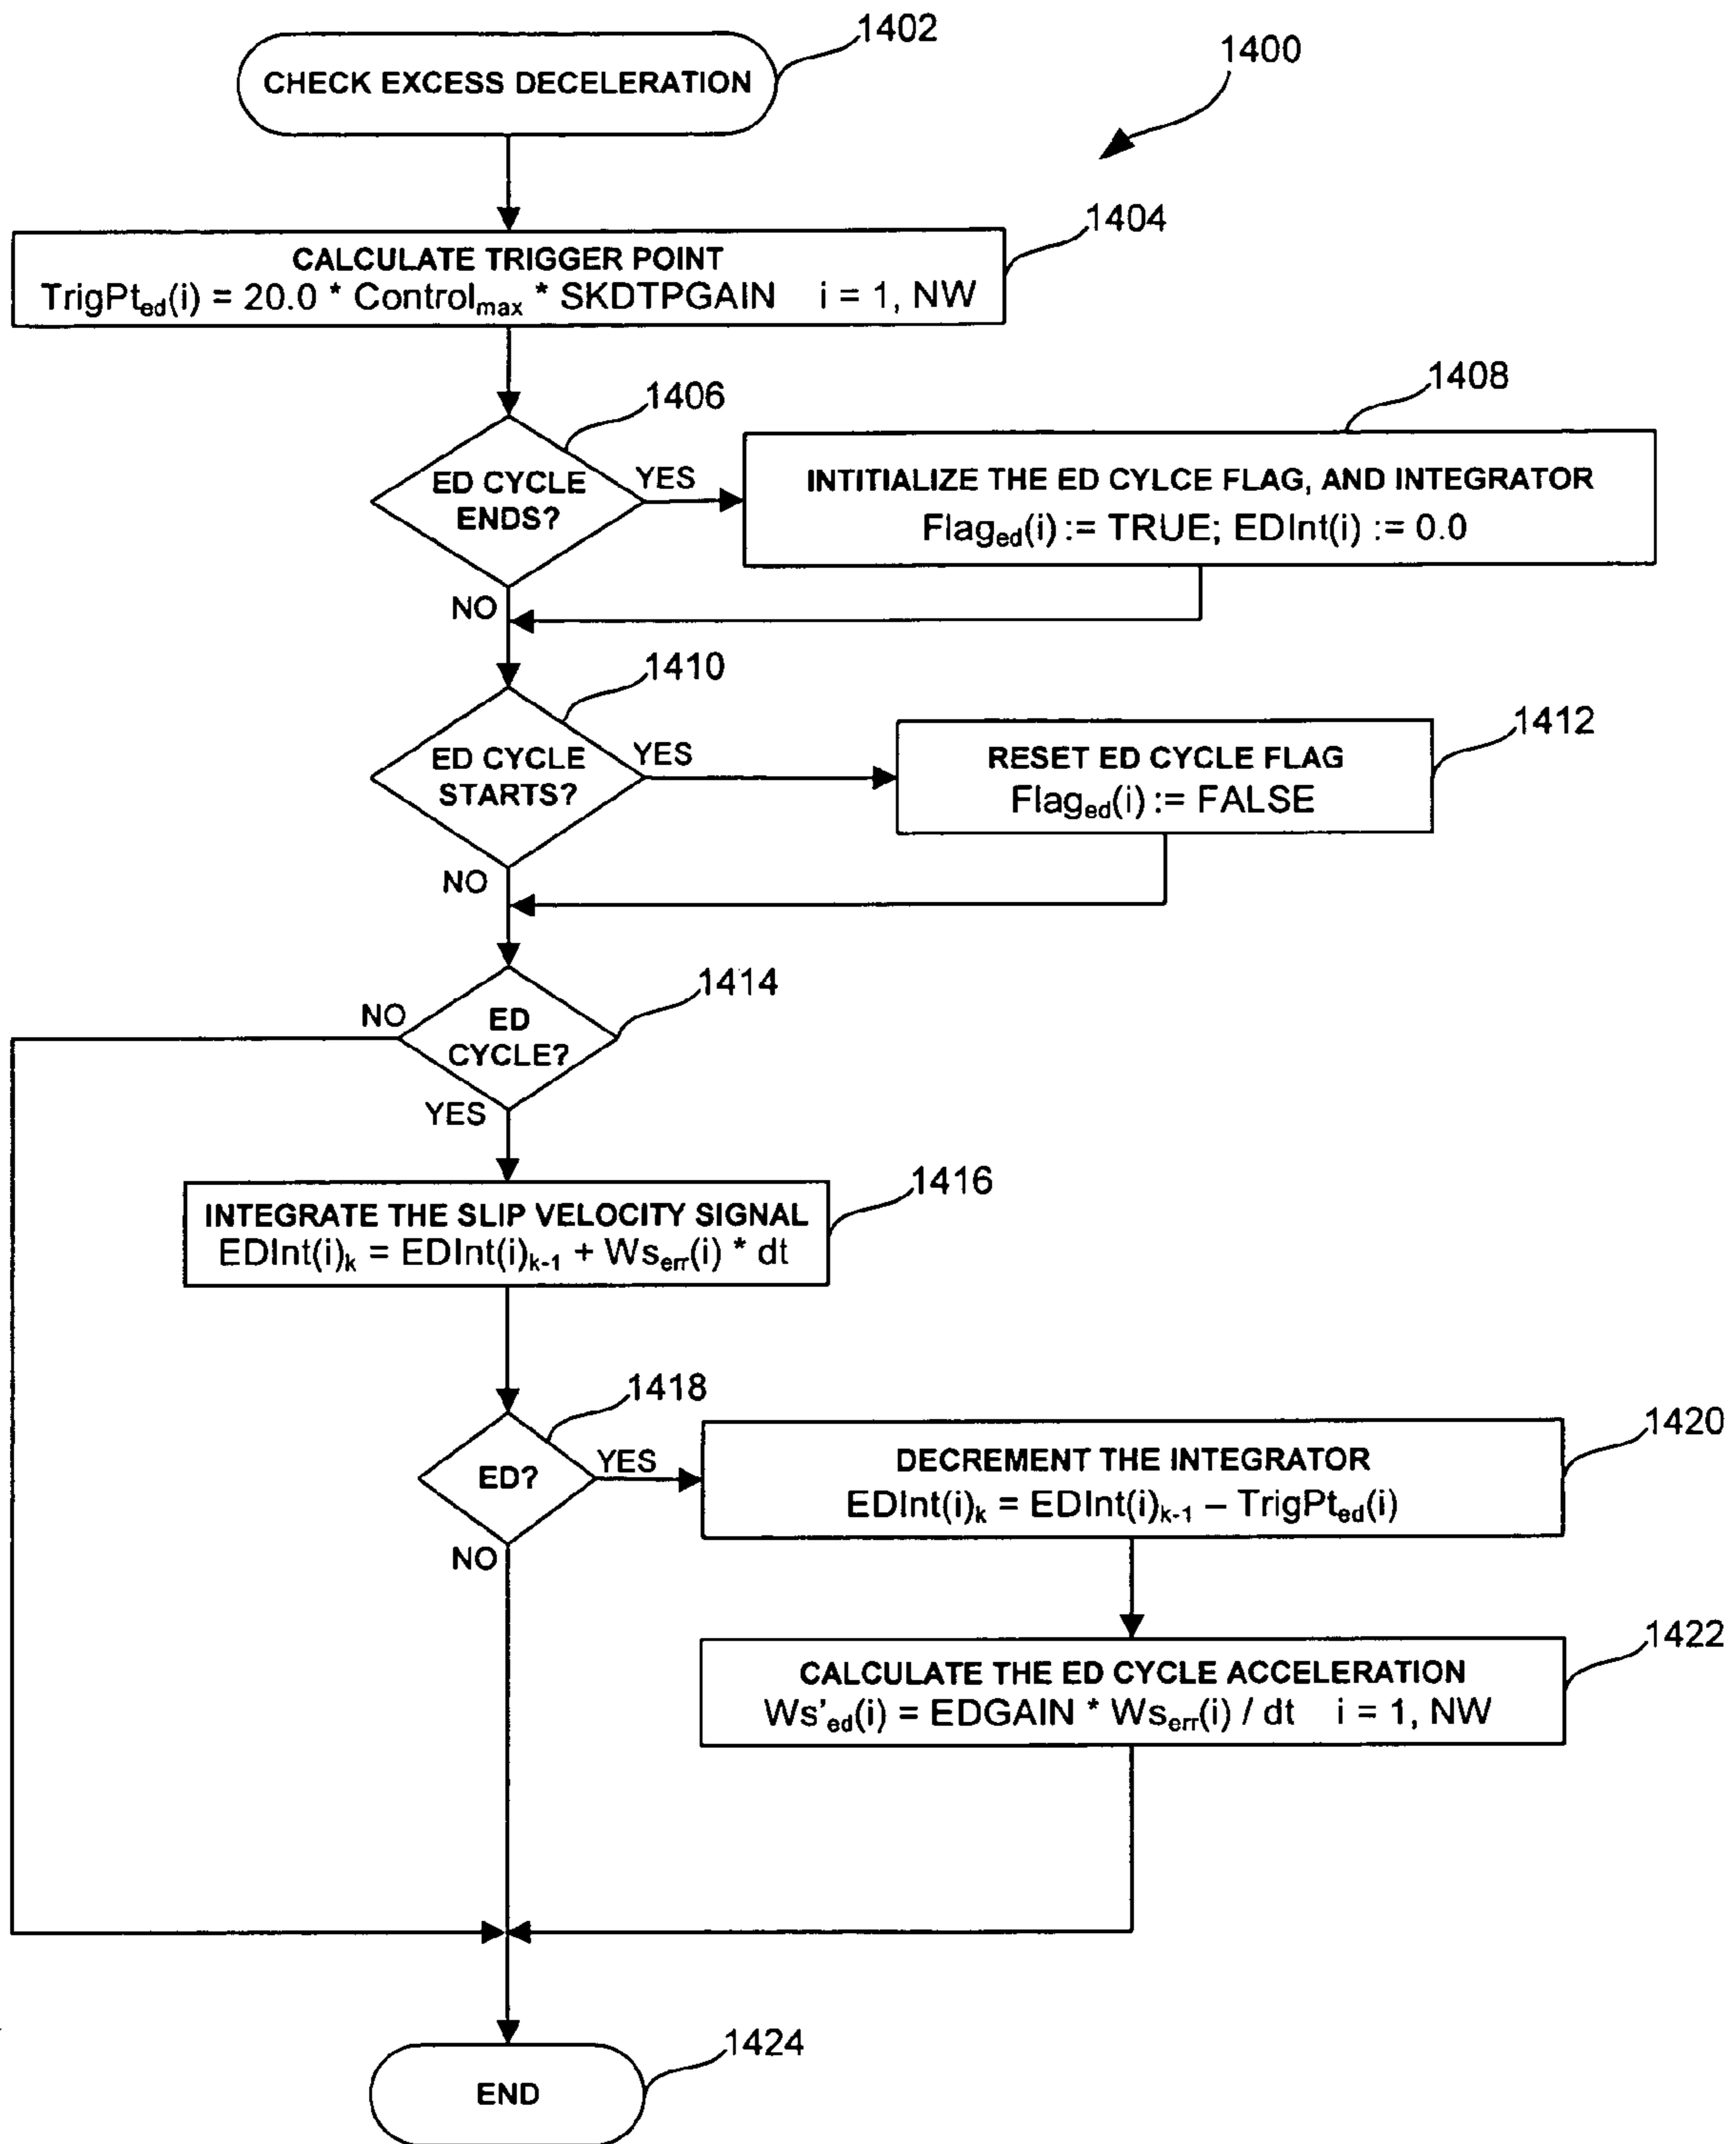 1402
CHECK EXCESS DECELERATION
1400
1404
CALCULATE TRIGGER POINT
TrigPted(i) = 20.0 * Controlmax * SKDTPGAIN i = 1, NW
1406
1408
ED CYCLE
ENDS?
YES
INTITIALIZE THE ED CYLCE FLAG, AND INTEGRATOR
Flaged(i) := TRUE; EDInt(i) := 0.0
NO
1410
ED CYCLE
STARTS?
YES
1412
RESET ED CYCLE FLAG
Flaged(i) := FALSE
NO
1414
NO
ED
CYCLE?
YES
1416
INTEGRATE THE SLIP VELOCITY SIGNAL
EDInt(i)k = EDInt(i)k-1 + Wserr(i) * dt
1418
ED?
YES
1420
DECREMENT THE INTEGRATOR
EDInt(i)k = EDInt(i)k-1 – TrigPted(i)
NO
1422
CALCULATE THE ED CYCLE ACCELERATION
Ws'ed(i) = EDGAIN * Wserr(i) / dt i = 1, NW
1424
END